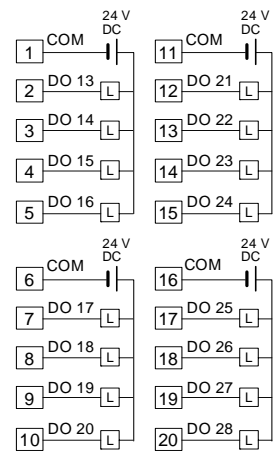 24 V
DC
1 COM
2 DO 13 L
3 DO 14 L
4 DO 15 L
5 DO 16 L
24 V
DC
11 COM
12 DO 21 L
13 DO 22 L
14 DO 23 L
15 DO 24 L
24 V
DC
6 COM
7 DO 17 L
8 DO 18 L
9 DO 19 L
10 DO 20 L
24 V
DC
16 COM
17 DO 25 L
18 DO 26 L
19 DO 27 L
20 DO 28 L